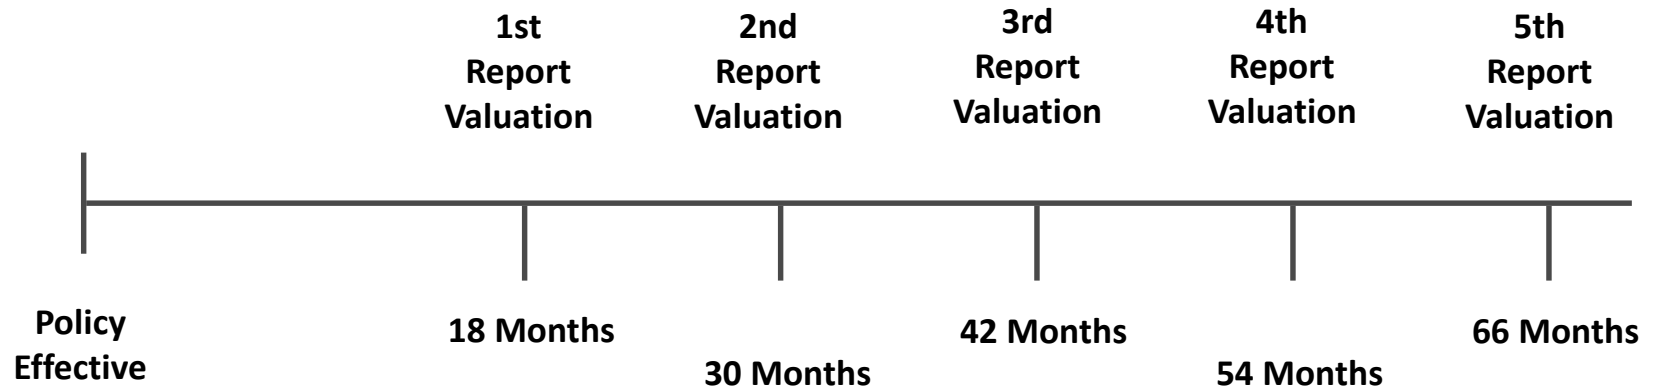 1st
Report
Valuation
2nd
Report
Valuation
3rd
Report
Valuation
4th
Report
Valuation
5th
Report
Valuation
Policy
Effective
18 Months
30 Months
42 Months
54 Months
66 Months